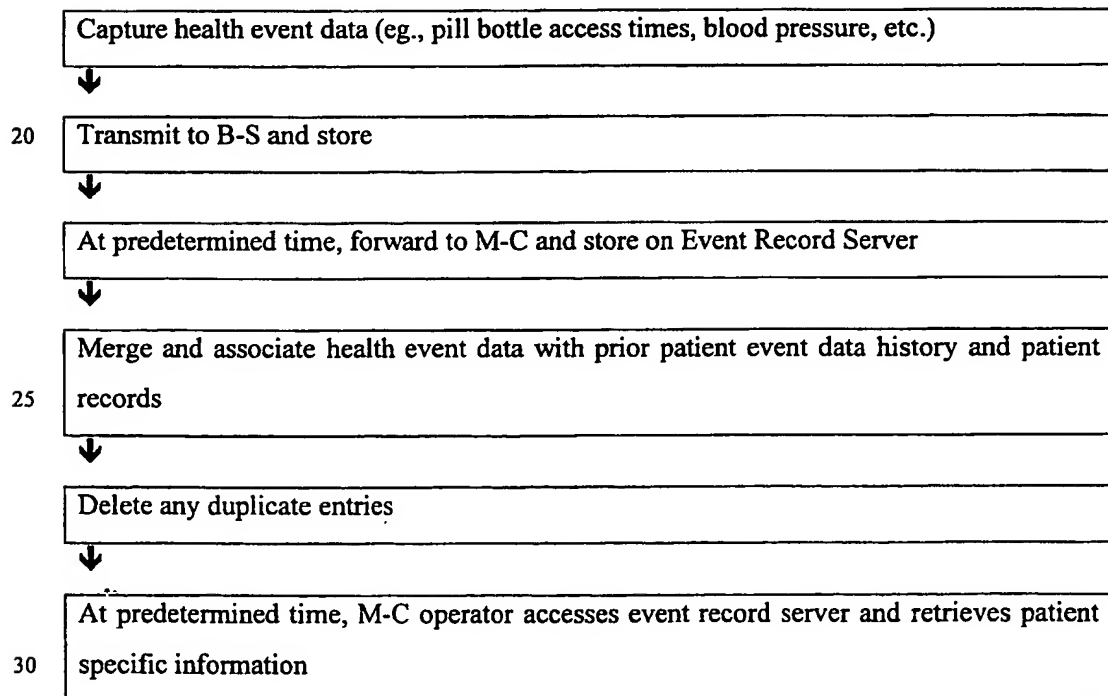 Capture health event data (eg., pill bottle access times, blood pressure, etc.)
20 Transmit to B-S and store
At predetermined time, forward to M-C and store on Event Record Server
Merge and associate health event data with prior patient event data history and patient
25 records
Delete any duplicate entries
At predetermined time, M-C operator accesses event record server and retrieves patient
30 specific information